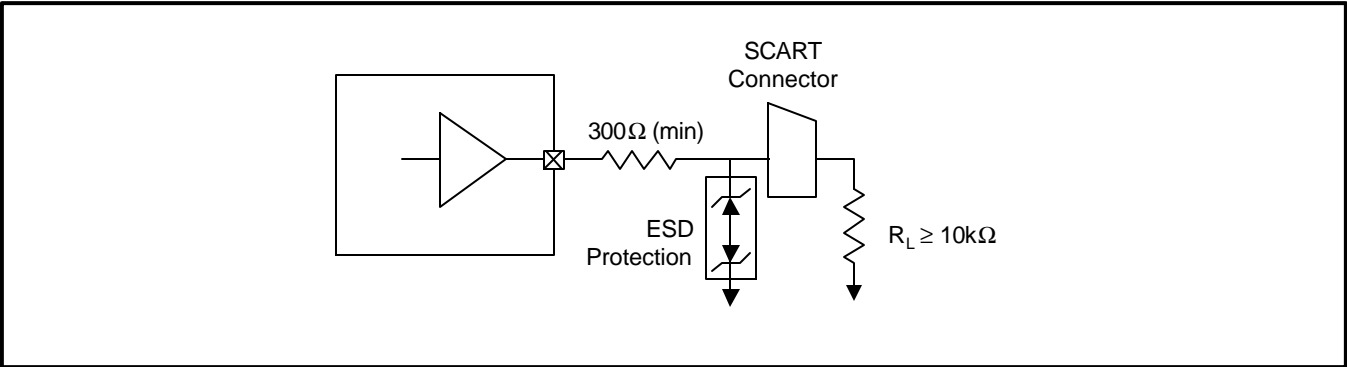 SCART
Connector
300Ω (min)
ESD
Protection
R_L ≥ 10kΩ